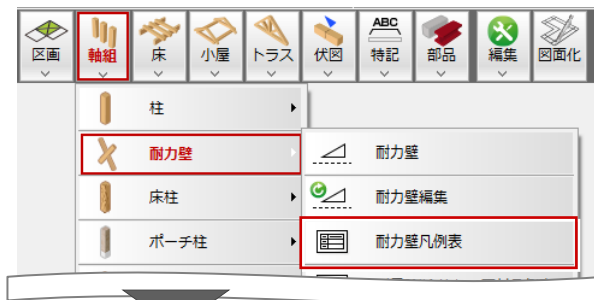 区画 軸組 床 小屋 トラス 伏図 ABC 特記 部品 編集 図面化
柱
耐力壁
耐力壁
床柱
耐力壁編集
ポーチ柱
耐力壁凡例表